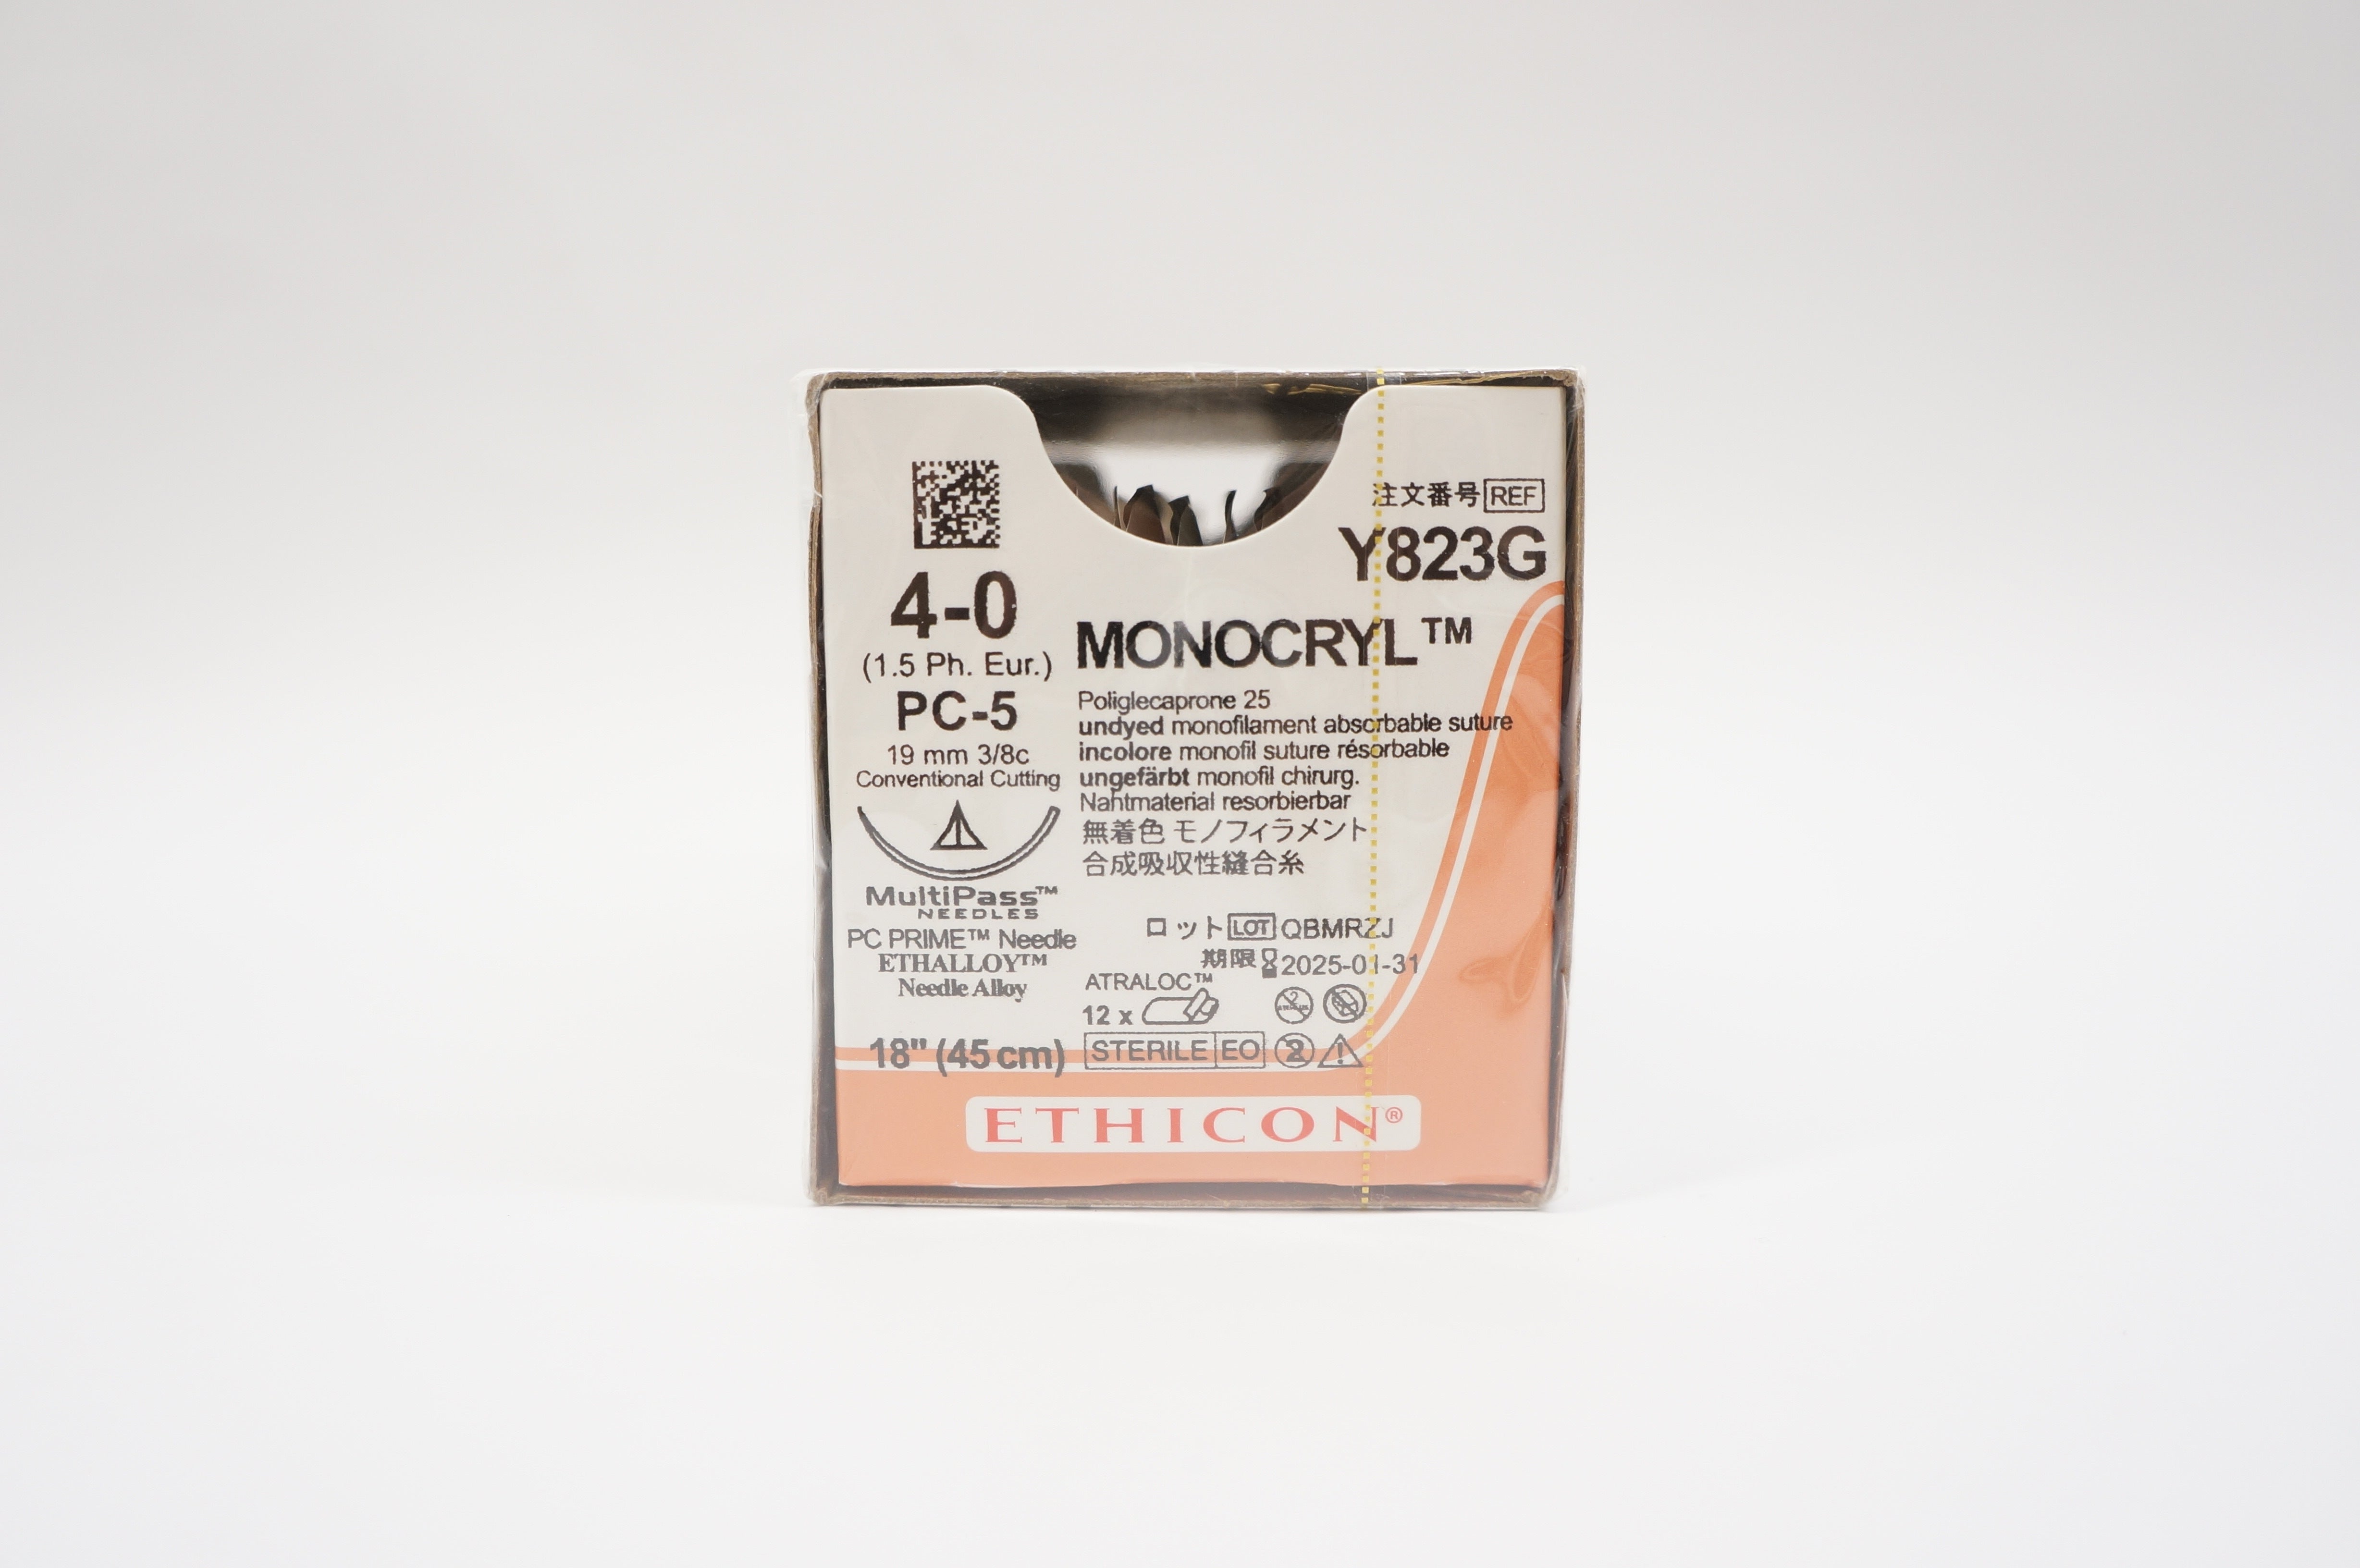 注文番号 REF
Y823G
4-0
(1.5 Ph. Eur.)
PC-5
19 mm 3/8c
Conventional Cutting
MultiPass™
NEEDLES
PC PRIME™ Needle
ETHALLOY™
Needle Alloy
18" (45 cm)
MONOCRYL™
Poliglecaprone 25
undyed monofilament absorbable suture
incolore monofil suture résorbable
ungefärbt monofil chirurg.
Nahtmaterial resorbierbar
無着色 モノフィラメント
合成吸収性縫合糸
ロット LOT QBMRZJ
期限 2025-01-31
ATRALOC™
12 x
STERILE EO 2
ETHICON®